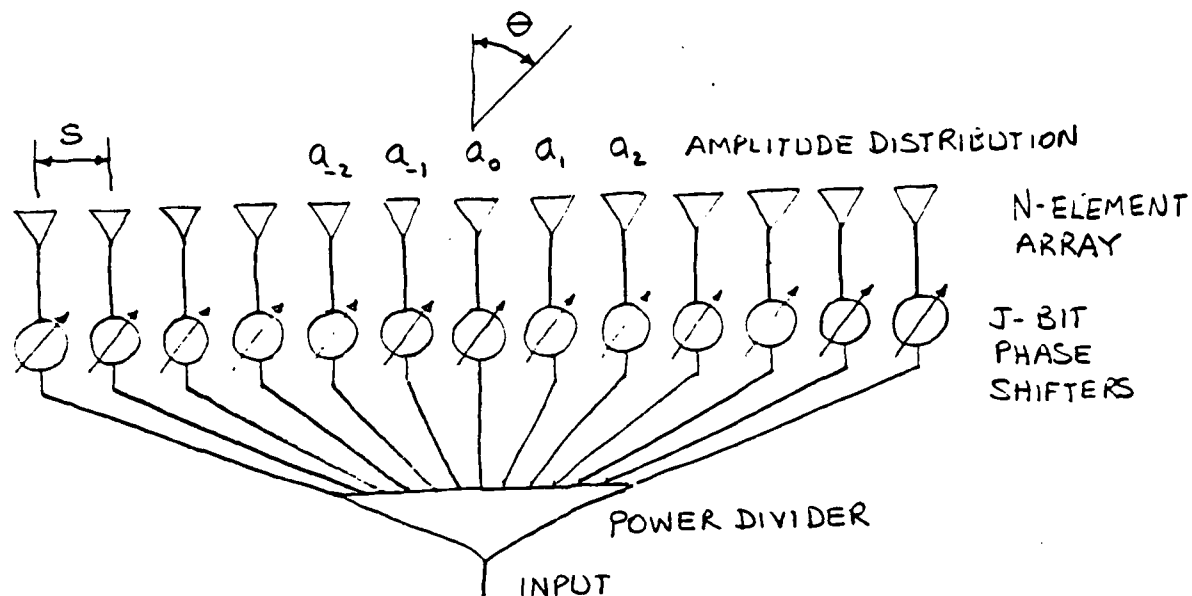 Θ
S
a₋₂ a₋₁ a₀ a₁ a₂ AMPLITUDE DISTRIBUTION
N-ELEMENT
ARRAY
J-BIT
PHASE
SHIFTERS
POWER DIVIDER
INPUT